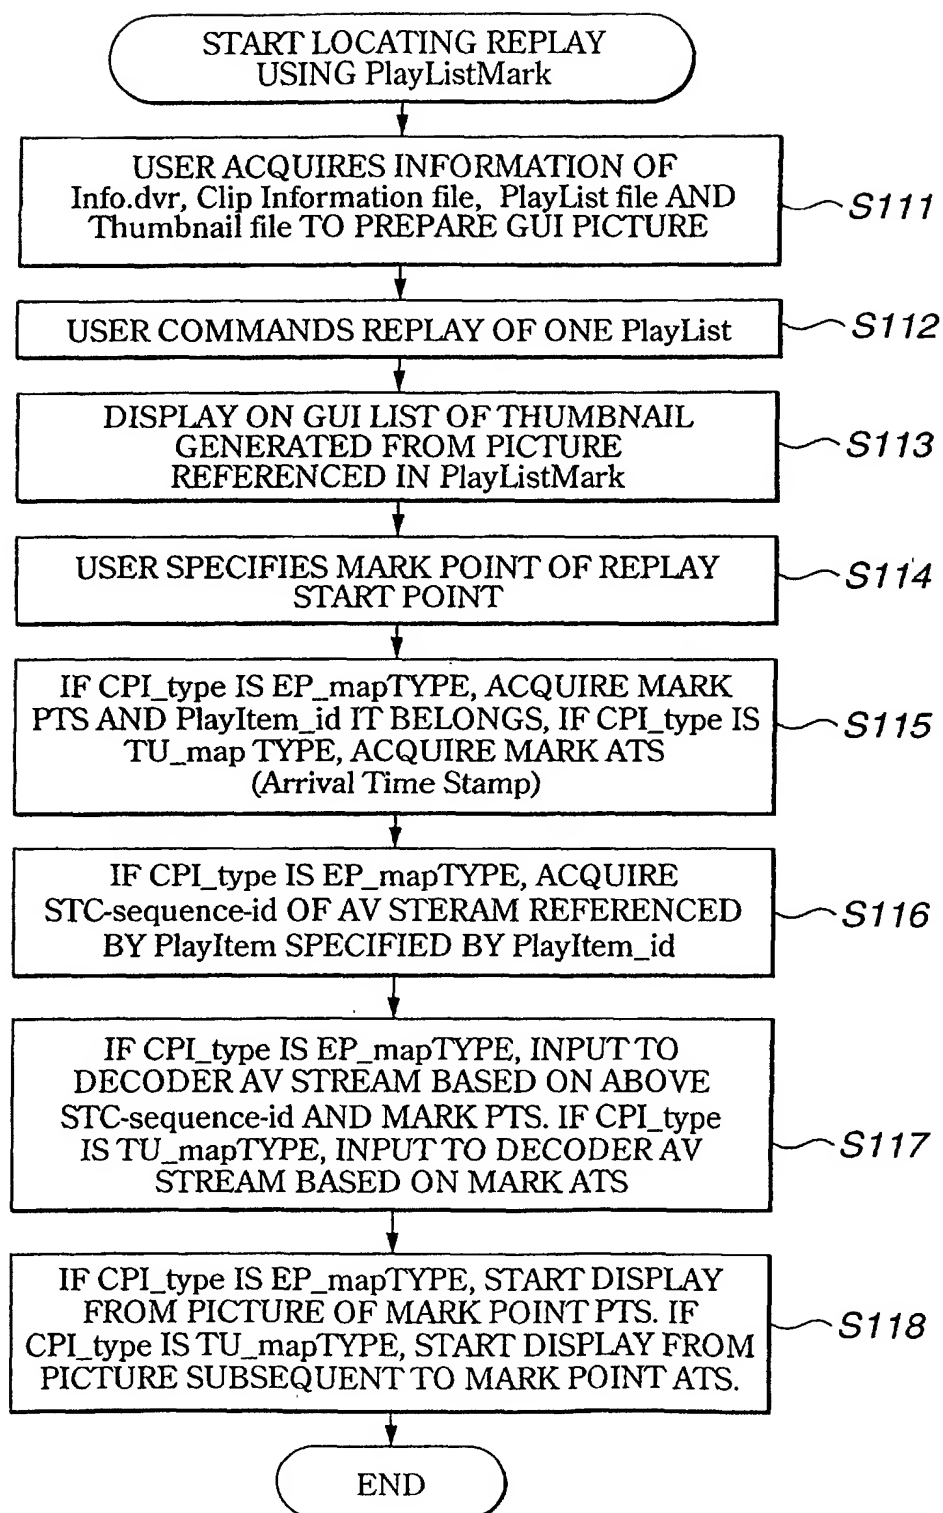 START LOCATING REPLAY
USING PlayListMark
USER ACQUIRES INFORMATION OF
Info.dvr, Clip Information file, PlayList file AND
Thumbnail file TO PREPARE GUI PICTURE
S111
USER COMMANDS REPLAY OF ONE PlayList
S112
DISPLAY ON GUI LIST OF THUMBNAIL
GENERATED FROM PICTURE
REFERENCED IN PlayListMark
S113
USER SPECIFIES MARK POINT OF REPLAY
START POINT
S114
IF CPI_type IS EP_mapTYPE, ACQUIRE MARK
PTS AND PlayItem_id IT BELONGS, IF CPI_type IS
TU_map TYPE, ACQUIRE MARK ATS
(Arrival Time Stamp)
S115
IF CPI_type IS EP_mapTYPE, ACQUIRE
STC-sequence-id OF AV STERAM REFERENCED
BY PlayItem SPECIFIED BY PlayItem_id
S116
IF CPI_type IS EP_mapTYPE, INPUT TO
DECODER AV STREAM BASED ON ABOVE
STC-sequence-id AND MARK PTS. IF CPI_type
IS TU_mapTYPE, INPUT TO DECODER AV
STREAM BASED ON MARK ATS
S117
IF CPI_type IS EP_mapTYPE, START DISPLAY
FROM PICTURE OF MARK POINT PTS. IF
CPI_type IS TU_mapTYPE, START DISPLAY FROM
PICTURE SUBSEQUENT TO MARK POINT ATS.
S118
END